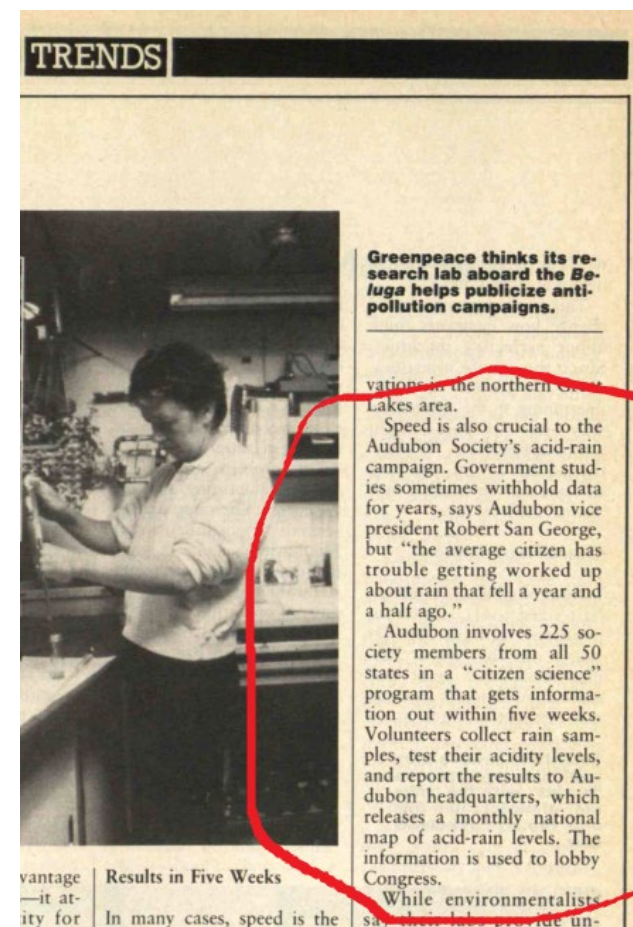 TRENDS
Greenpeace thinks its re-
search lab aboard the Be-
luga helps publicize anti-
pollution campaigns.
vations in the northern Great
Lakes area.
Speed is also crucial to the
Audubon Society's acid-rain
campaign. Government stud-
ies sometimes withhold data
for years, says Audubon vice
president Robert San George,
but “the average citizen has
trouble getting worked up
about rain that fell a year and
a half ago.”
Audubon involves 225 so-
ciety members from all 50
states in a “citizen science”
program that gets informa-
tion out within five weeks.
Volunteers collect rain sam-
ples, test their acidity levels,
and report the results to Au-
dubon headquarters, which
releases a monthly national
map of acid-rain levels. The
information is used to lobby
Congress.
While environmentalists
say their labs provide un-
vantage
—it at-
ity for
Results in Five Weeks
In many cases, speed is the